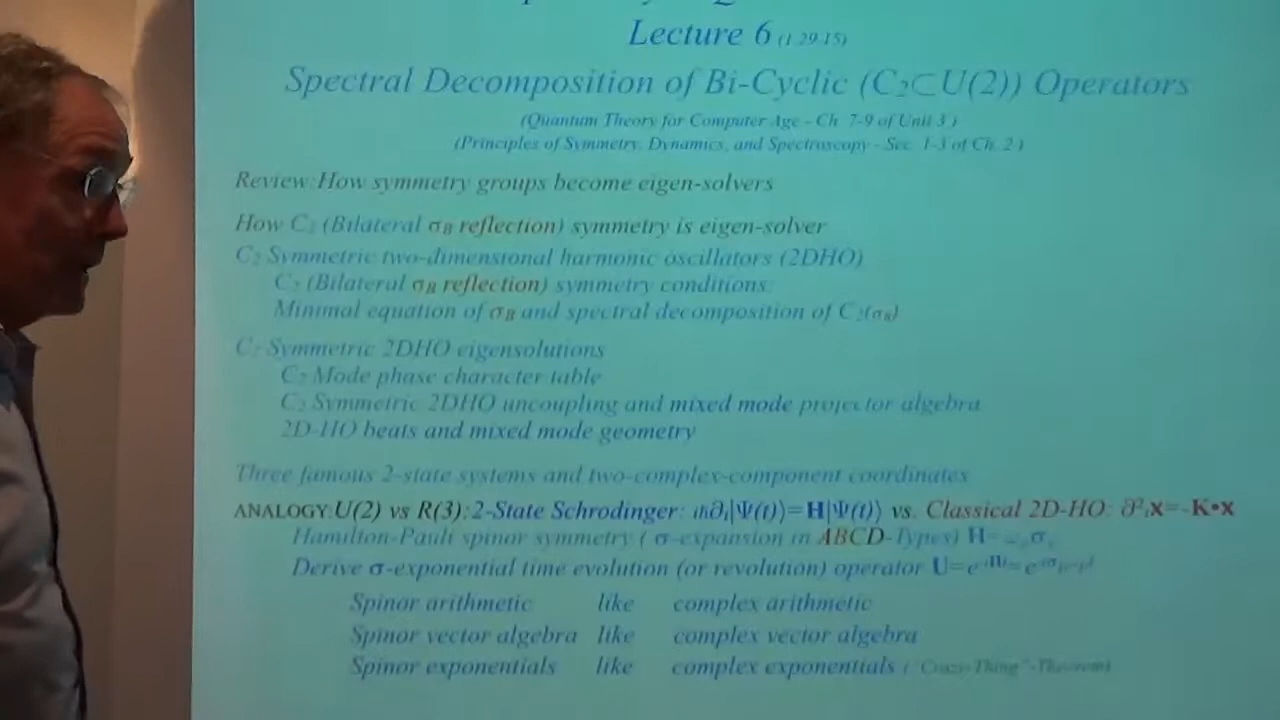 Lecture 6 (1.29.15)
Spectral Decomposition of Bi-Cyclic (C₂⊂U(2)) Operators
(Quantum Theory for Computer Age - Ch. 7-9 of Unit 3 )
(Principles of Symmetry, Dynamics, and Spectroscopy - Sec. 1-3 of Ch. 2 )
Review: How symmetry groups become eigen-solvers
How C₂ (Bilateral σB reflection) symmetry is eigen-solver
C₂ Symmetric two-dimensional harmonic oscillators (2DHO)
C₂ (Bilateral σB reflection) symmetry conditions:
Minimal equation of σB and spectral decomposition of C₂(σB)
C₂ Symmetric 2DHO eigensolutions
C₂ Mode phase character table
C₂ Symmetric 2DHO uncoupling and mixed mode projector algebra
2D-HO beats and mixed mode geometry
Three famous 2-state systems and two-complex-component coordinates
ANALOGY: U(2) vs R(3): 2-State Schrodinger: iħ∂ₜ|Ψ(t)⟩=H|Ψ(t)⟩ vs. Classical 2D-HO: ∂²ₜx=-K•x
Hamilton-Pauli spinor symmetry ( σ-expansion in ABCD-Types) H=
Derive σ-exponential time evolution (or revolution) operator U=
Spinor arithmetic like complex arithmetic
Spinor vector algebra like complex vector algebra
Spinor exponentials like complex exponentials ("Crazy-Thing"-Theorem)